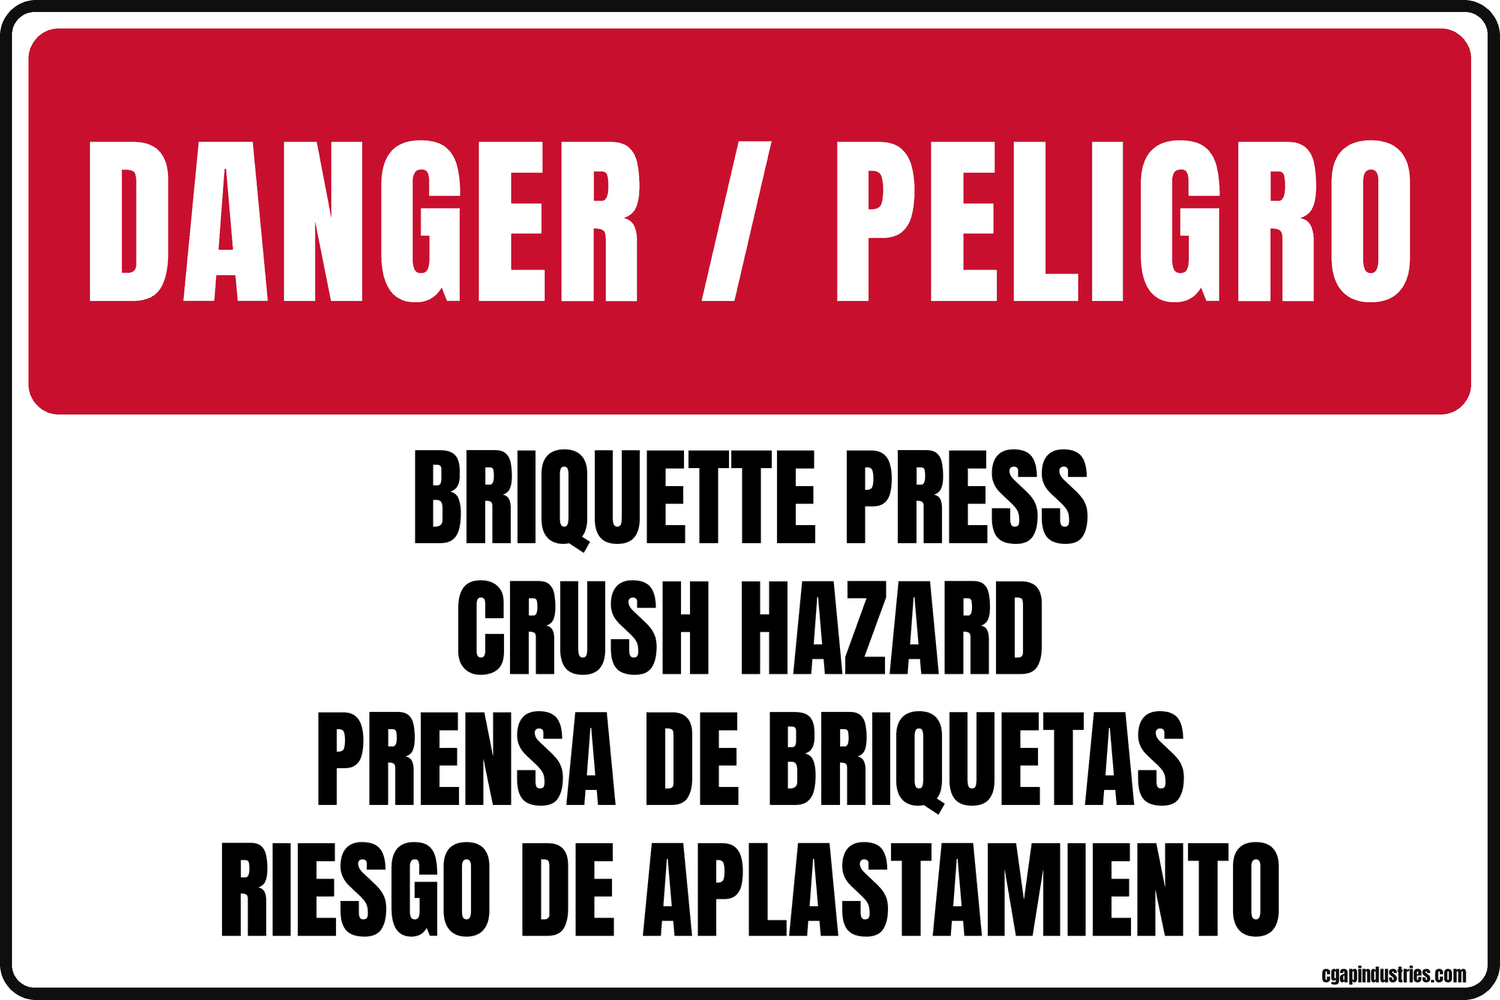 DANGER / PELIGRO
BRIQUETTE PRESS
CRUSH HAZARD
PRENSA DE BRIQUETAS
RIESGO DE APLASTAMIENTO
cgapindustries.com